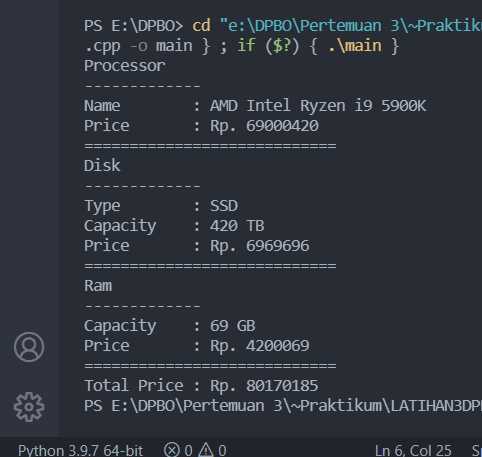 PS E:\DPBO> cd "e:\DPBO\Pertemuan 3\~Praktiku
.cpp -o main } ; if ($?) { .\main }
Processor
-------------
Name        : AMD Intel Ryzen i9 5900K
Price       : Rp. 69000420
============================
Disk
-------------
Type        : SSD
Capacity    : 420 TB
Price       : Rp. 6969696
============================
Ram
-------------
Capacity    : 69 GB
Price       : Rp. 4200069
============================
Total Price : Rp. 80170185
PS E:\DPBO\Pertemuan 3\~Praktikum\LATIHAN3DP
Python 3.9.7 64-bit 0 0 Ln 6, Col 25